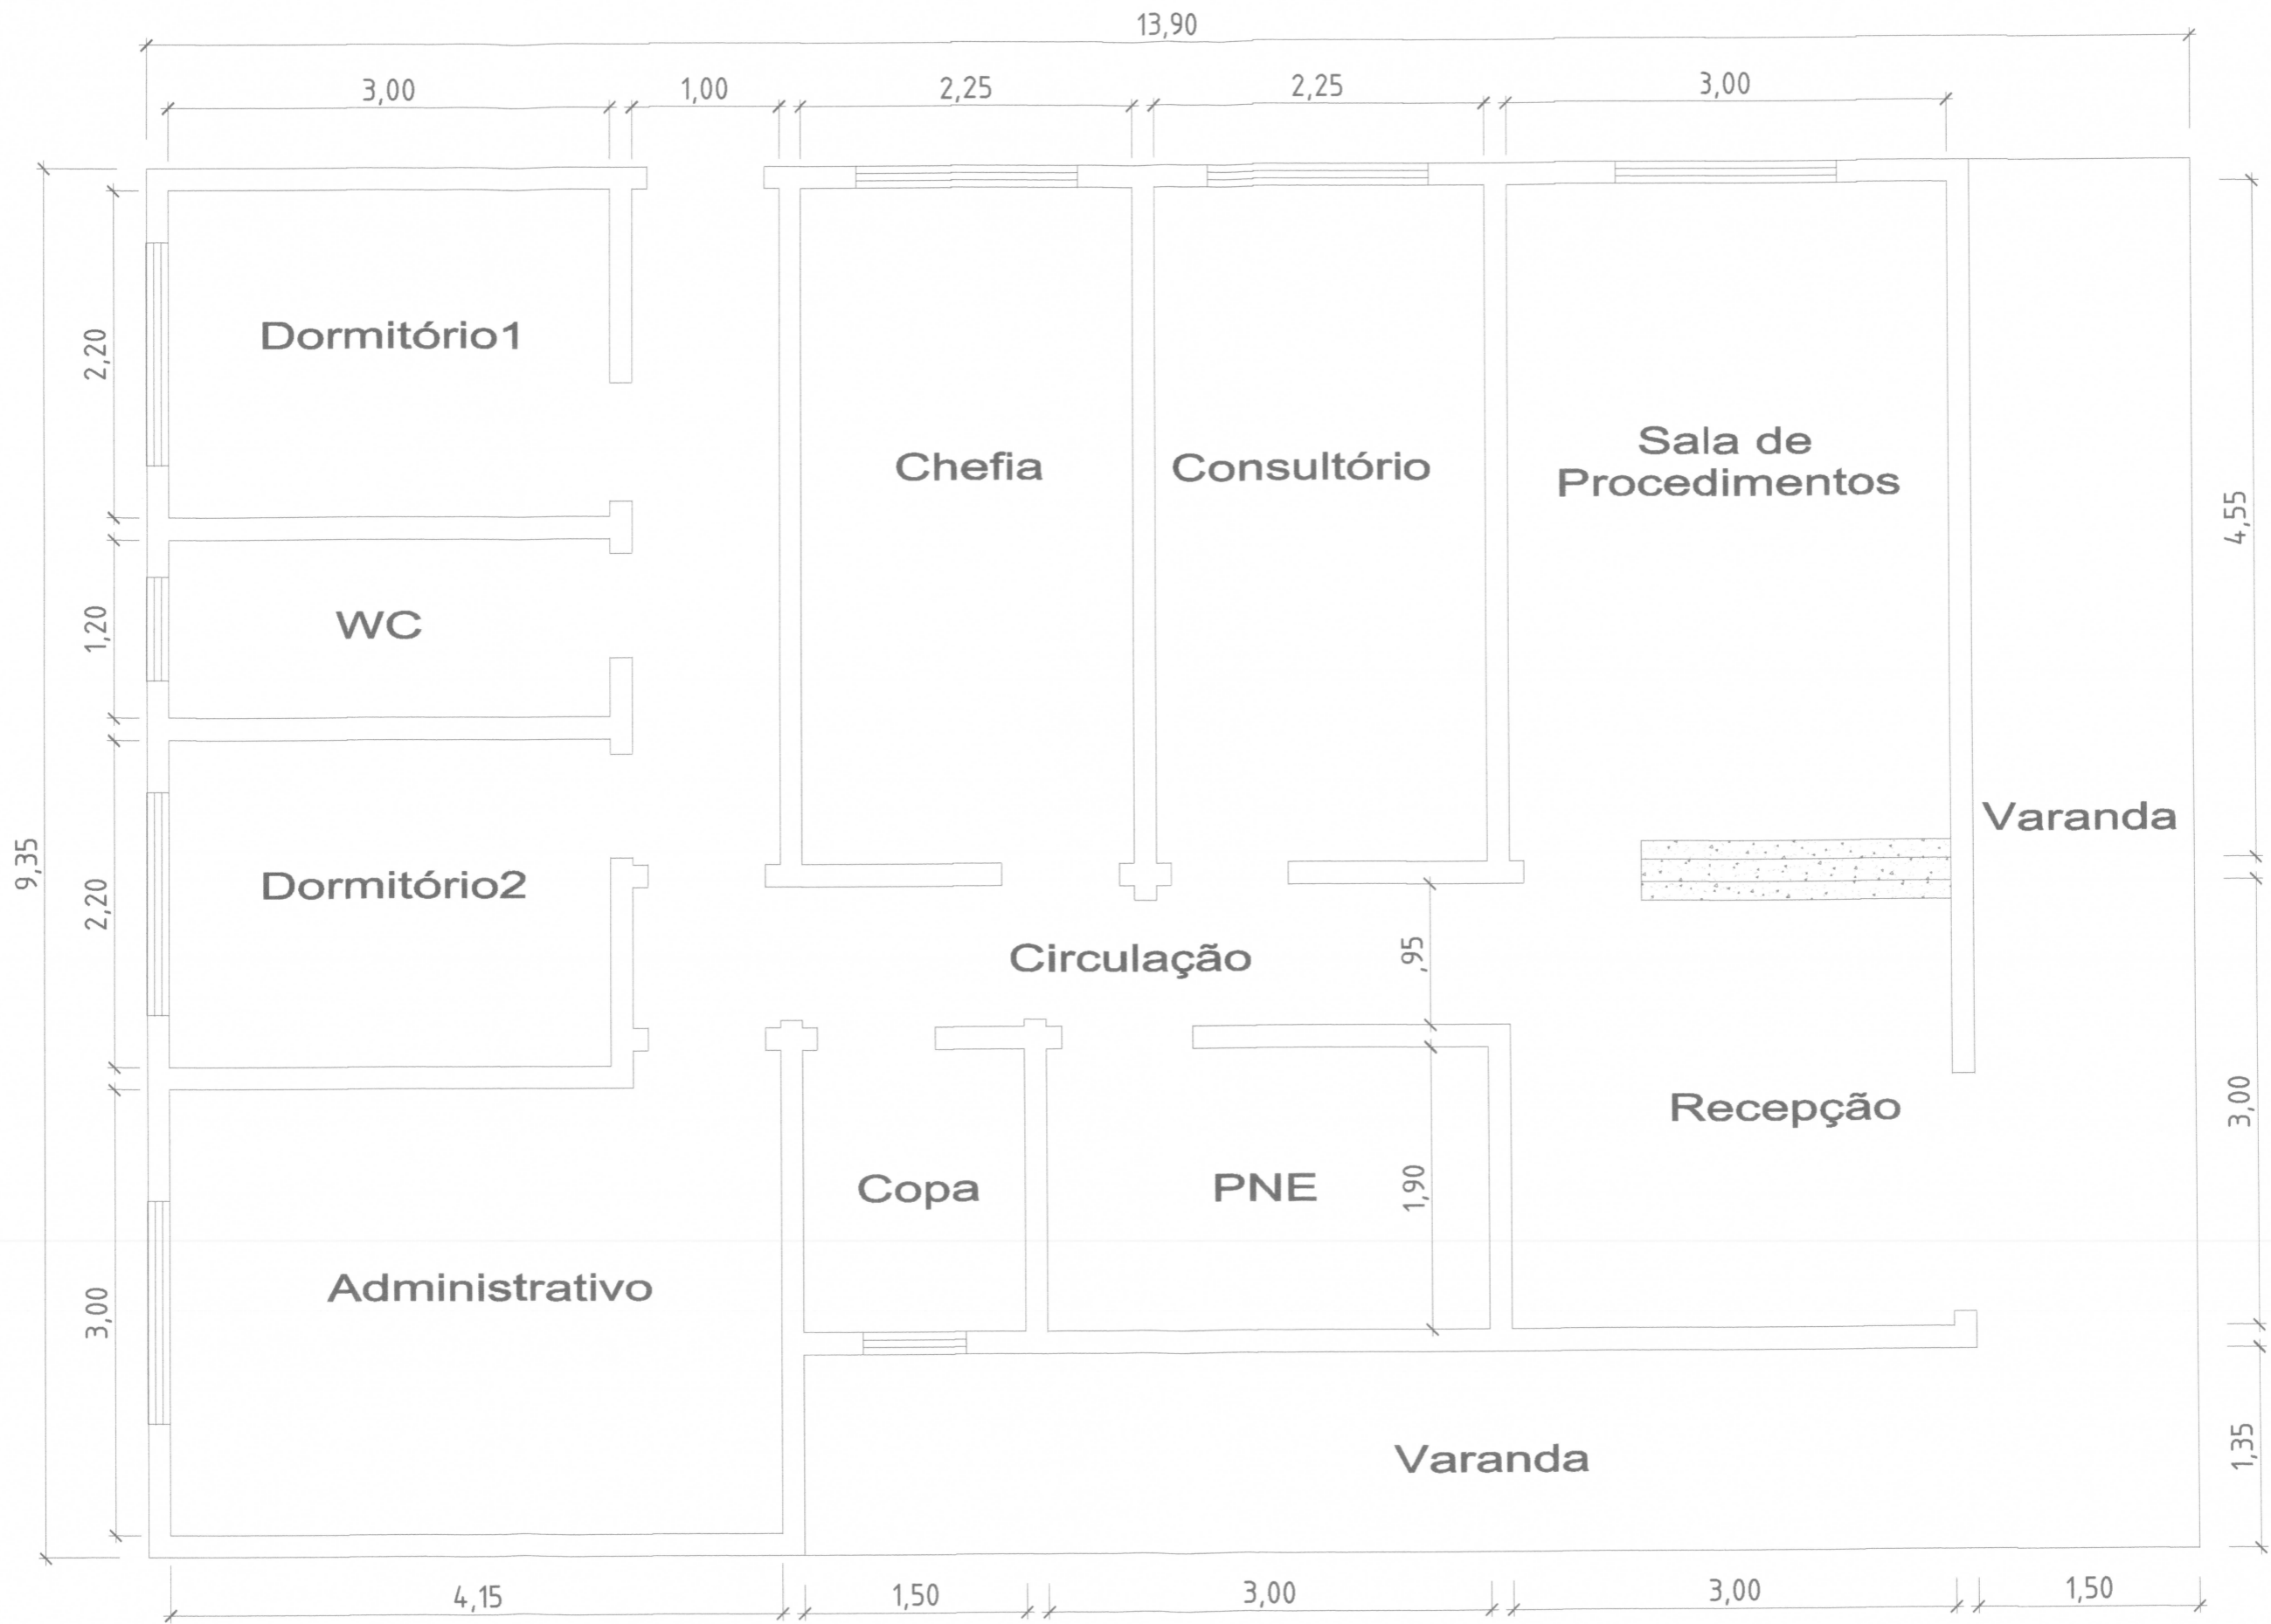 13,90
3,00
1,00
2,25
2,25
3,00
Dormitório1
2,20
Chefia
Consultório
Sala de
Procedimentos
4,55
WC
1,20
Varanda
9,35
Dormitório2
2,20
Circulação
,95
Recepção
3,00
Copa
PNE
1,90
Administrativo
3,00
Varanda
1,35
4,15
1,50
3,00
3,00
1,50